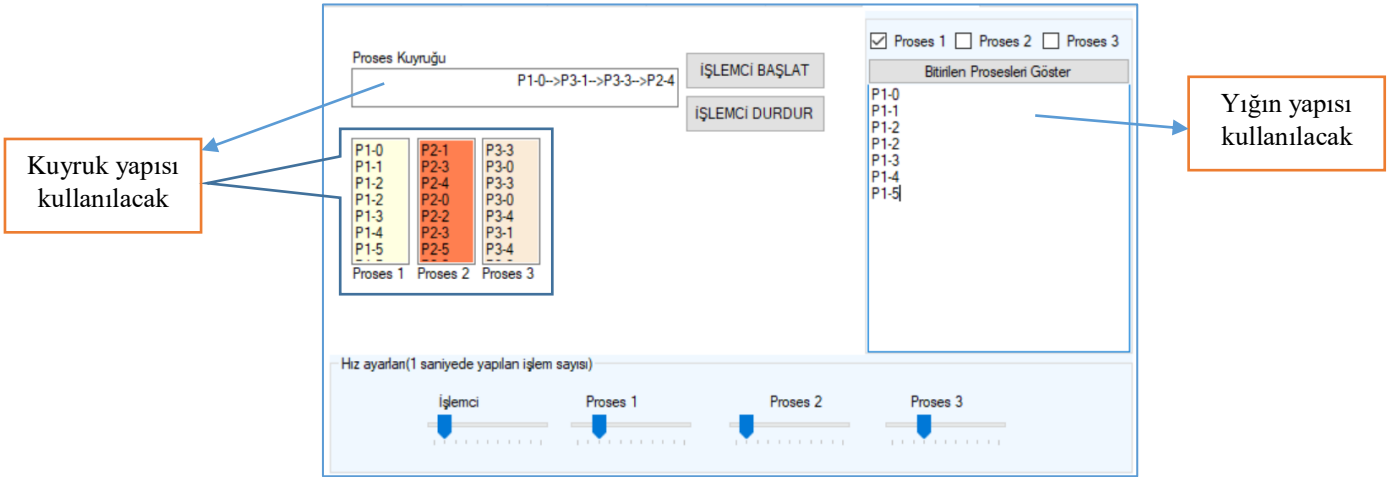 Proses Kuyruğu
P1-0-->P3-1-->P3-3-->P2-4
İŞLEMCİ BAŞLAT
İŞLEMCİ DURDUR
Kuyruk yapısı
kullanılacak
P1-0
P1-1
P1-2
P1-2
P1-3
P1-4
P1-5
Proses 1
P2-1
P2-3
P2-4
P2-0
P2-2
P2-3
P2-5
Proses 2
P3-3
P3-0
P3-3
P3-0
P3-4
P3-1
P3-4
Proses 3
Proses 1 Proses 2 Proses 3
Bitirilen Prosesleri Göster
P1-0
P1-1
P1-2
P1-2
P1-3
P1-4
P1-5
Yığın yapısı
kullanılacak
Hız ayarları(1 saniyede yapılan işlem sayısı)
İşlemci Proses 1 Proses 2 Proses 3